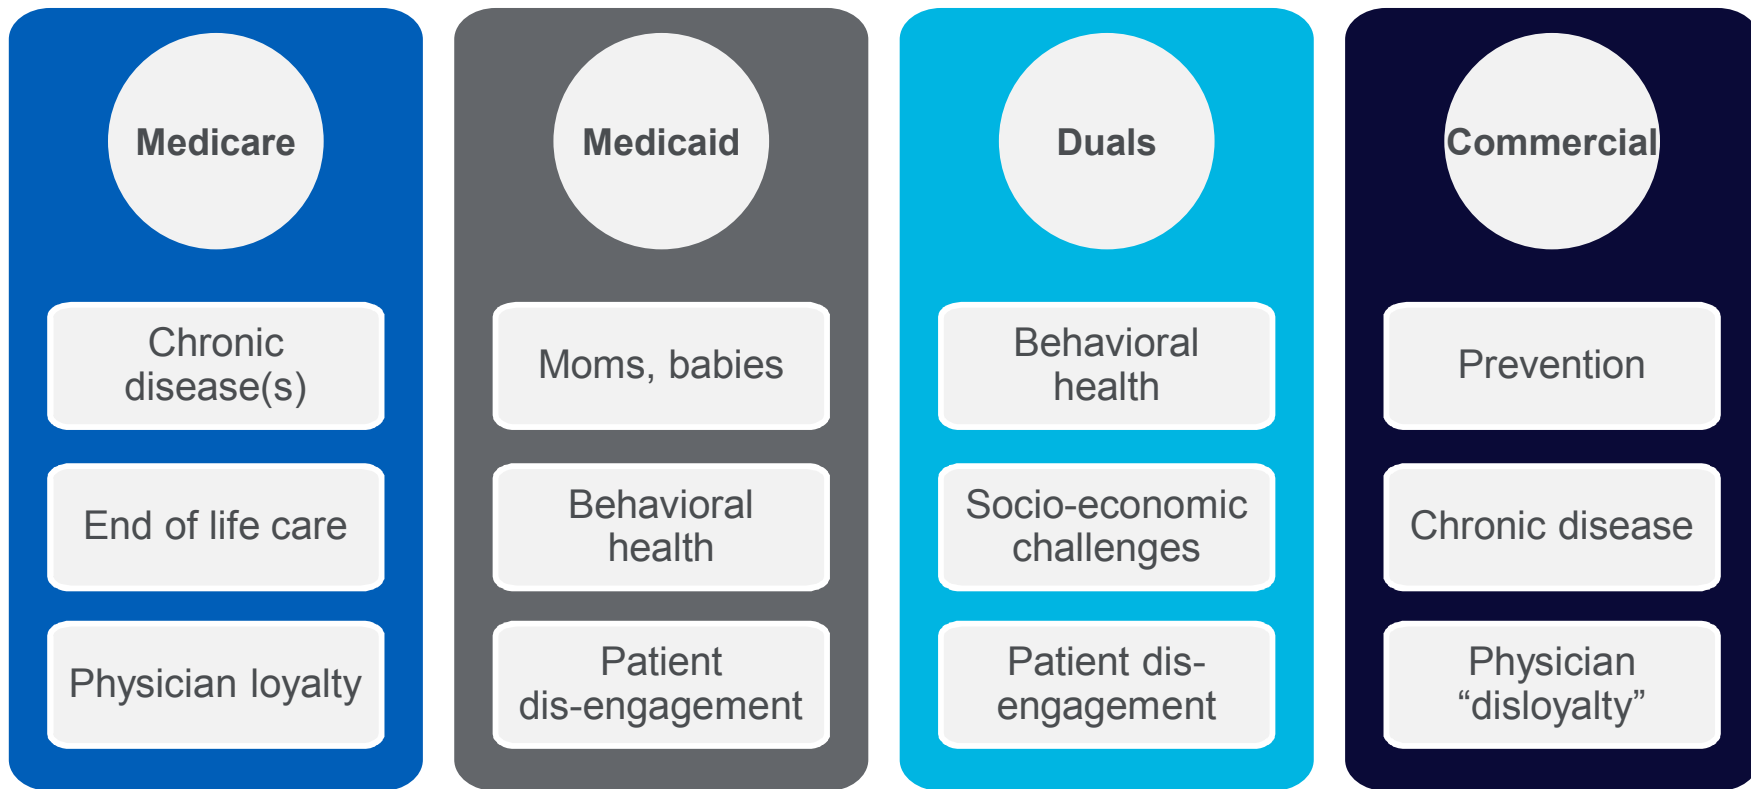 Medicare
Chronic
disease(s)
End of life care
Physician loyalty
Medicaid
Moms, babies
Behavioral
health
Patient
dis-engagement
Duals
Behavioral
health
Socio-economic
challenges
Patient dis-
engagement
Commercial
Prevention
Chronic disease
Physician
“disloyalty”